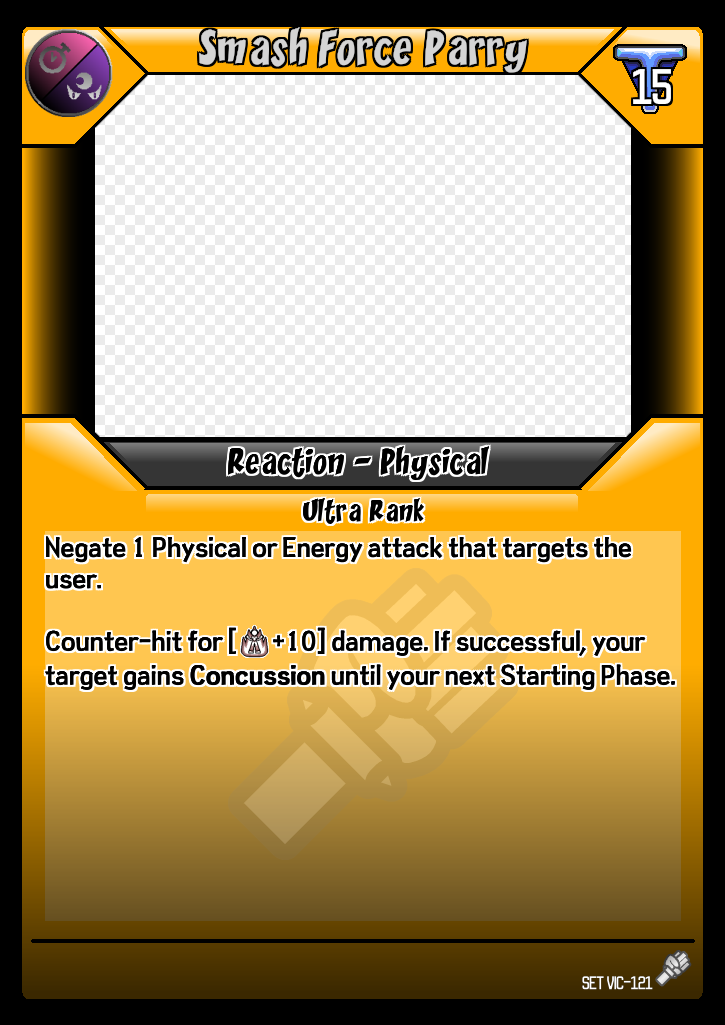 Smash Force Parry
15
Reaction - Physical
Ultra Rank
Negate 1 Physical or Energy attack that targets the
user.
Counter-hit for [ +10] damage. If successful, your
target gains Concussion until your next Starting Phase.
SET VIC-121